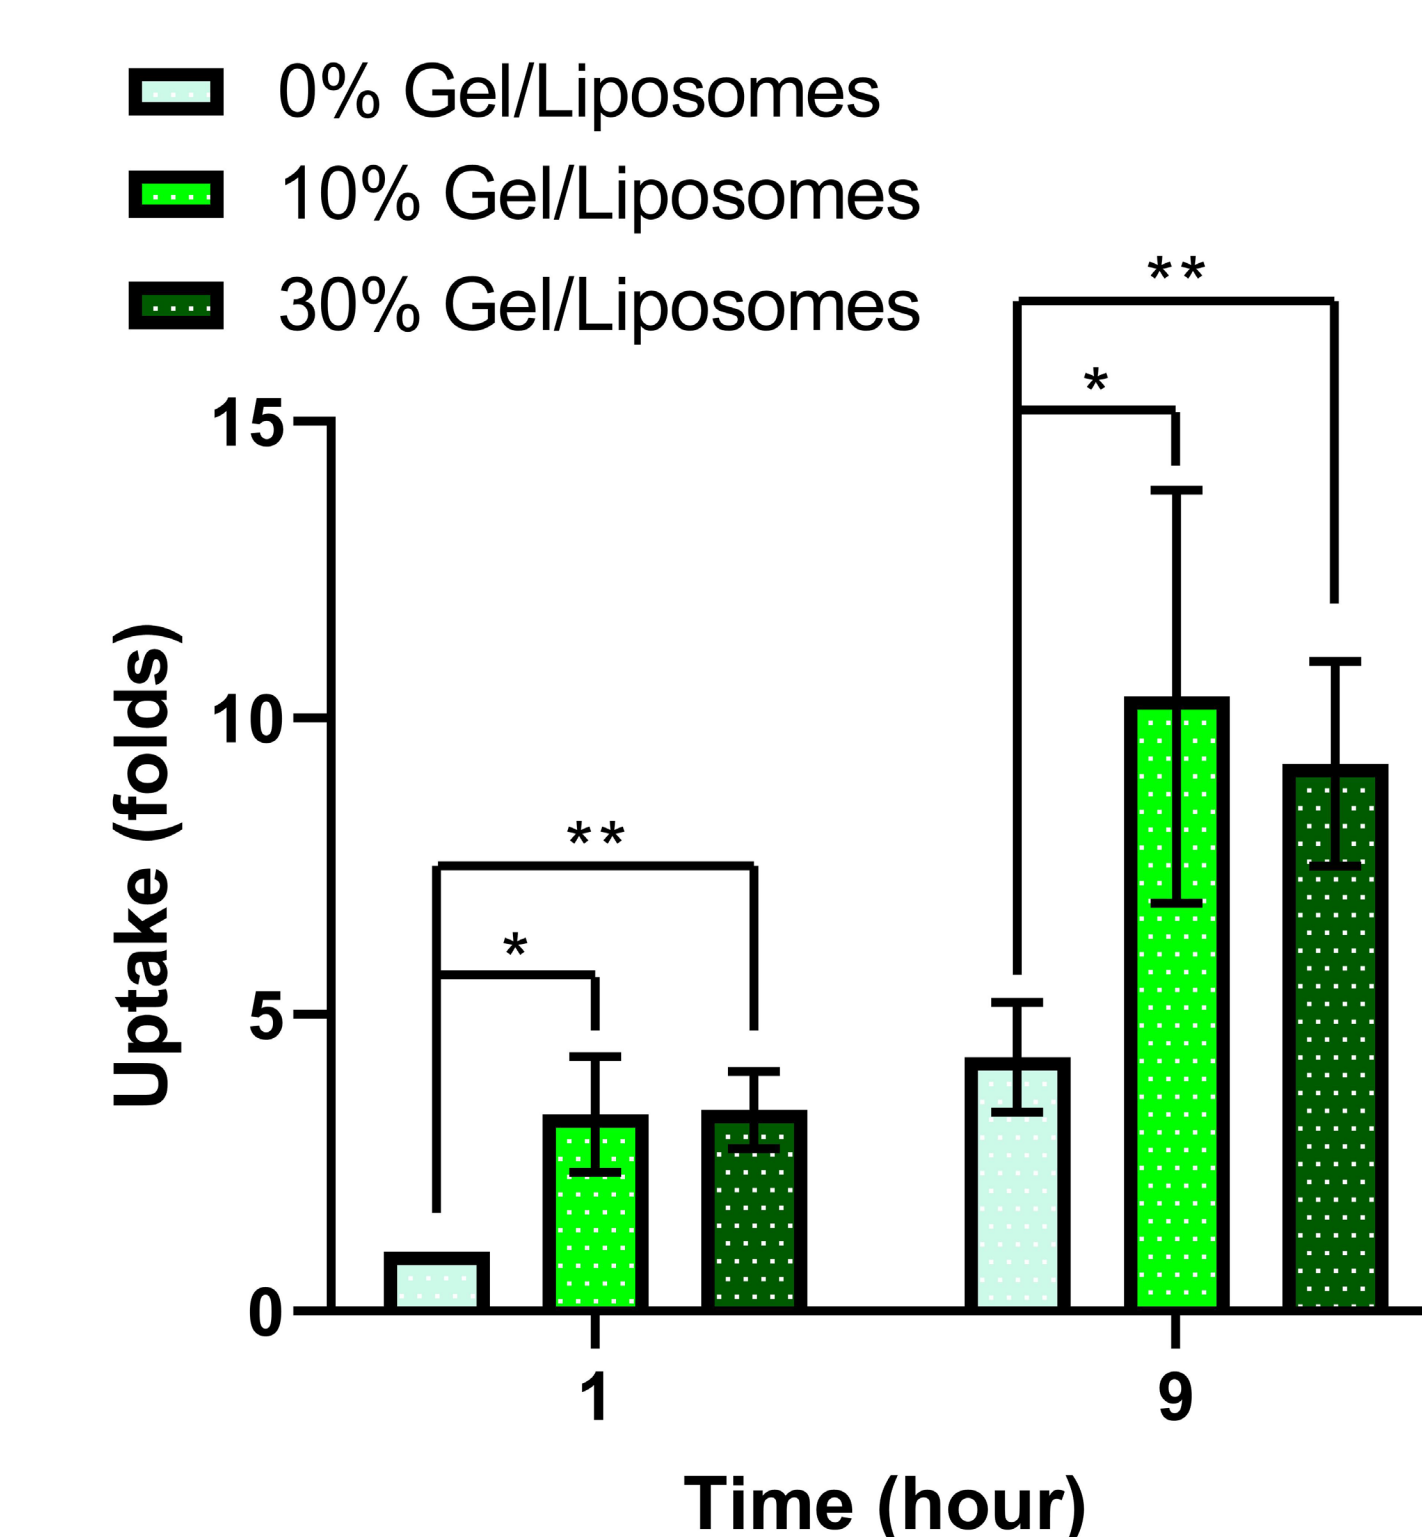 0% Gel/Liposomes
10% Gel/Liposomes
30% Gel/Liposomes
**
*
15
10
Uptake (folds)
**
*
5
0
1 9
Time (hour)